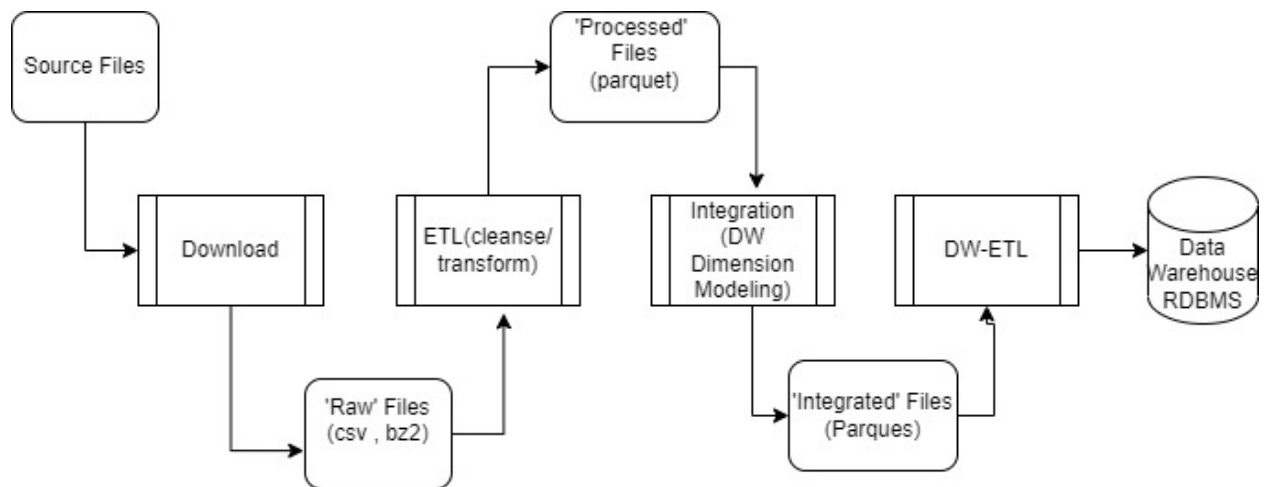 Source Files
Download
'Raw' Files
(csv , bz2)
ETL(cleanse/
transform)
'Processed'
Files
(parquet)
Integration
(DW
Dimension
Modeling)
'Integrated' Files
(Parques)
DW-ETL
Data
Warehouse
RDBMS